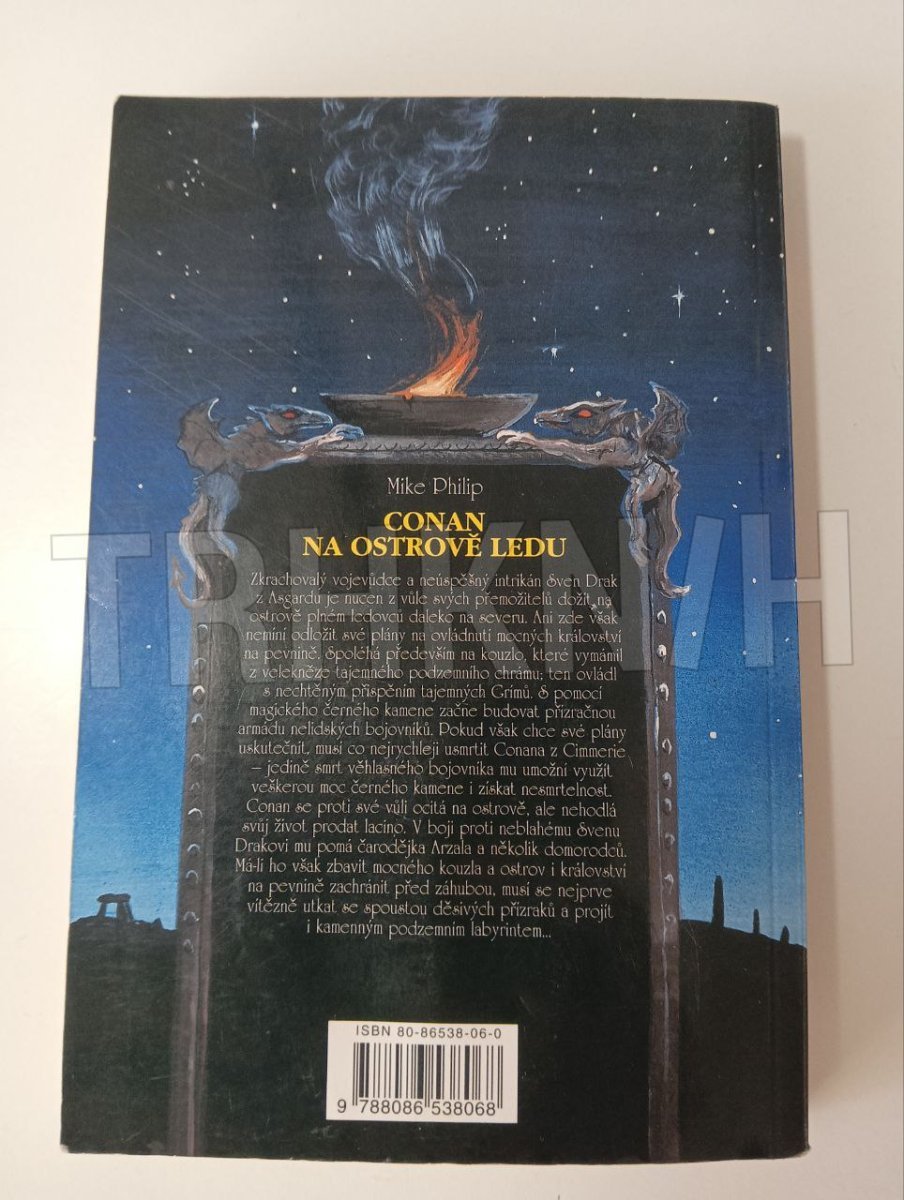 Mike Philip
CONAN
NA OSTROVĚ LEDU
Zkrachovalý vojevůdce a neúspěšný intrikán Sven Drak
z Asgardu je nucen z vůle svých přemožitelů dožít na
ostrově plném ledovců daleko na severu. Ani zde však
nemíní odložit své plány na ovládnutí mocných království
na pevnině. Spoléhá především na kouzlo, které vymámil
z velekněze tajemného podzemního chrámu; ten ovládl
s nechtěným přispěním tajemných Grímů. S pomocí
magického černého kamene začne budovat přízračnou
armádu nelidských bojovníků. Pokud však chce své plány
uskutečnit, musí co nejrychleji usmrtit Conana z Cimmerie
– jedině smrt věhlasného bojovníka mu umožní využít
veškerou moc černého kamene i získat nesmrtelnost.
Conan se proti své vůli ocitá na ostrově, ale nehodlá
svůj život prodat lacino. V boji proti neblahému Svenu
Drakovi mu pomá čarodějka Arzala a několik domorodců.
Má-li ho však zbavit mocného kouzla a ostrov i království
na pevnině zachránit před záhubou, musí se nejprve
vítězně utkat se spoustou děsivých přízraků a projít
i kamenným podzemním labyrintem...
ISBN 80-86538-06-0
9 788086 538068
TRHKNIH